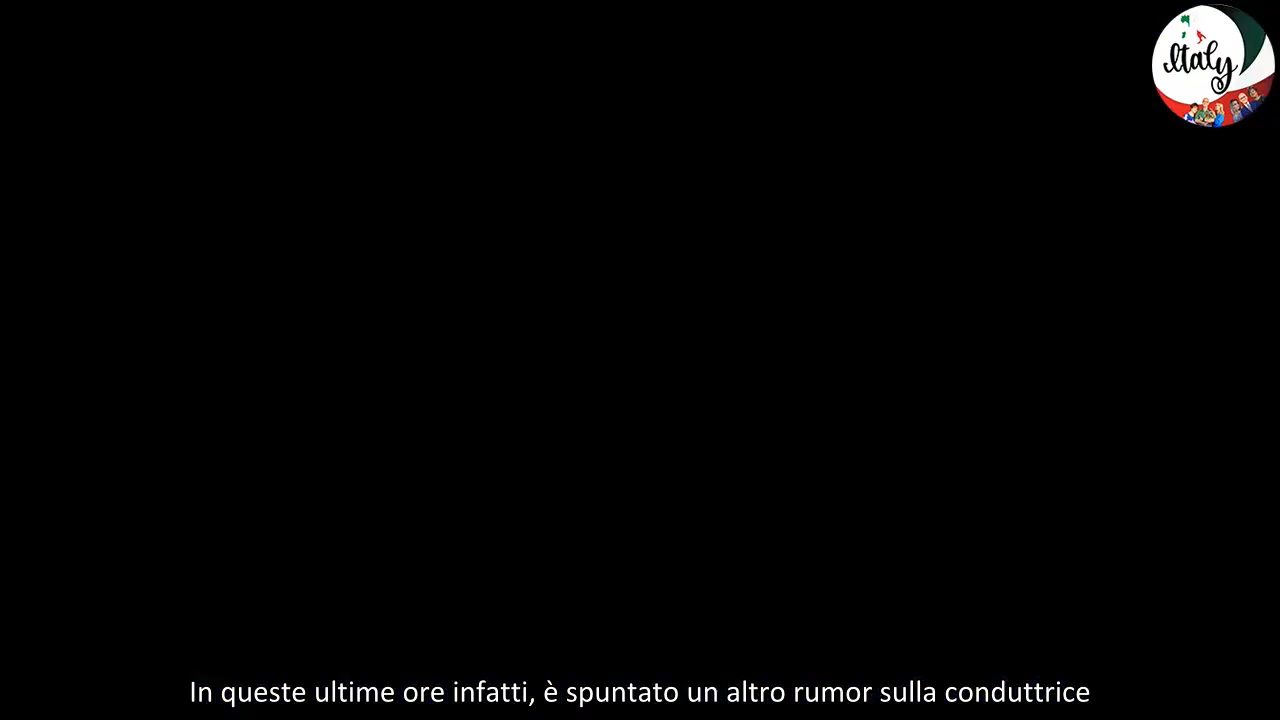 Italy
In queste ultime ore infatti, è spuntato un altro rumor sulla conduttrice